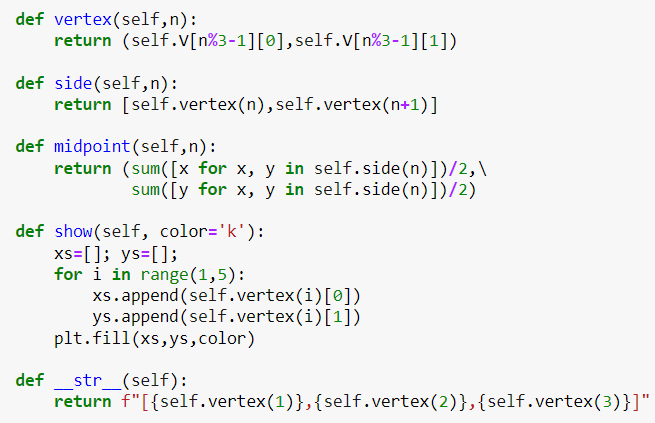 def vertex(self,n):
    return (self.V[n%3-1][0],self.V[n%3-1][1])

def side(self,n):
    return [self.vertex(n),self.vertex(n+1)]

def midpoint(self,n):
    return (sum([x for x, y in self.side(n)])/2,\
            sum([y for x, y in self.side(n)])/2)

def show(self, color='k'):
    xs=[]; ys=[];
    for i in range(1,5):
        xs.append(self.vertex(i)[0])
        ys.append(self.vertex(i)[1])
    plt.fill(xs,ys,color)

def __str__(self):
    return f"[{self.vertex(1)},{self.vertex(2)},{self.vertex(3)}]"